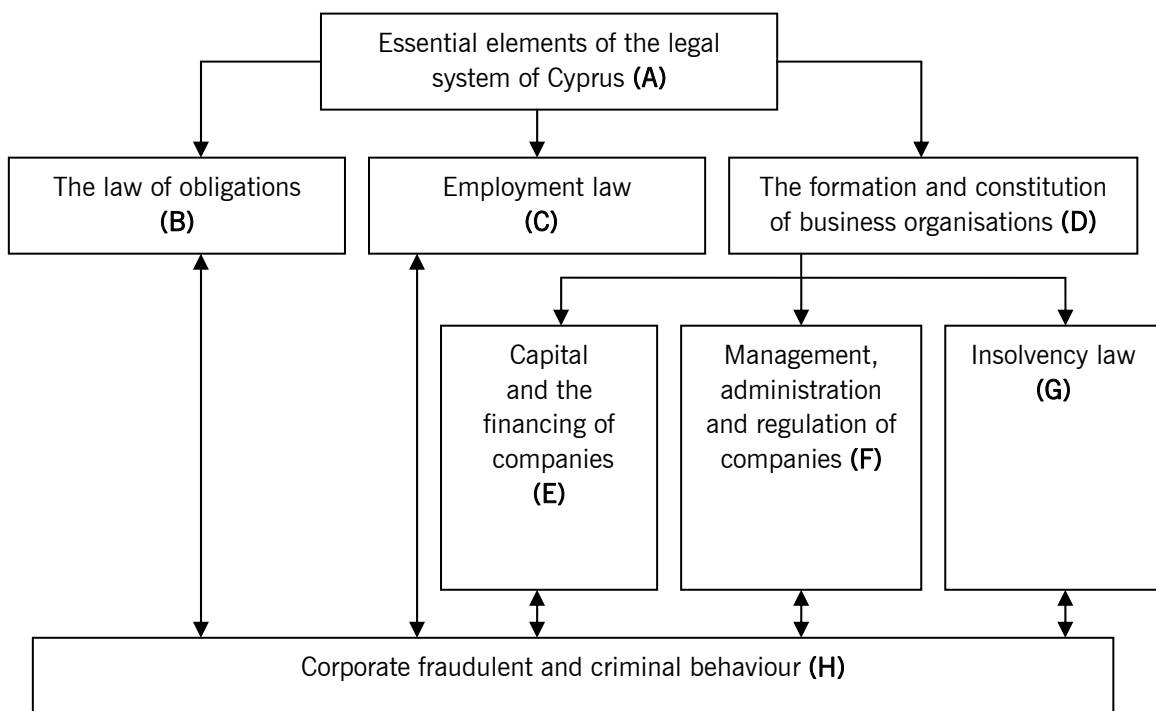 Essential elements of the legal
system of Cyprus (A)
The law of obligations
(B)
Employment law
(C)
The formation and constitution
of business organisations (D)
Capital
and the
financing of
companies
(E)
Management,
administration
and regulation of
companies (F)
Insolvency law
(G)
Corporate fraudulent and criminal behaviour (H)